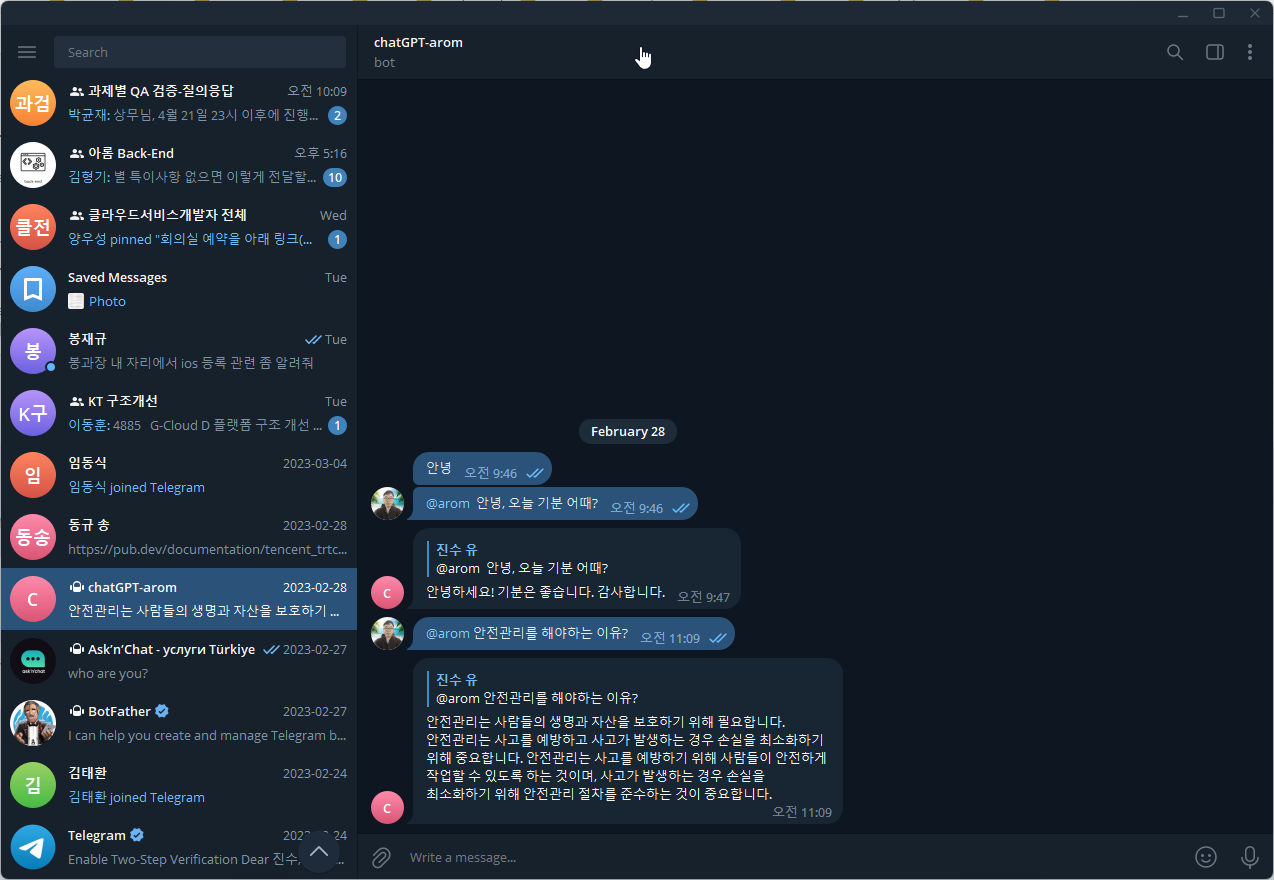 Search
과검
과제별 QA 검증-질의응답
오전 10:09
박균재: 상무님, 4월 21일 23시 이후에 진행...
2
아롬 Back-End
오후 5:16
김형기: 별 특이사항 없으면 이렇게 전달할...
10
클전
클라우드서비스개발자 전체
Wed
양우성 pinned "회의실 예약을 아래 링크(...
1
Saved Messages
Tue
Photo
봉
봉재규
Tue
봉과장 내 자리에서 ios 등록 관련 좀 알려줘
K구
KT 구조개선
Tue
이동훈: 4885 G-Cloud D 플랫폼 구조 개선 ...
1
임
임동식
2023-03-04
임동식 joined Telegram
동송
동규 송
2023-02-28
https://pub.dev/documentation/tencent_trtc...
C
chatGPT-arom
2023-02-28
안전관리는 사람들의 생명과 자산을 보호하기 ...
ask'n'chat
Ask’n’Chat - услуги Türkiye
2023-02-27
who are you?
BotFather
2023-02-27
I can help you create and manage Telegram b...
김
김태환
2023-02-24
김태환 joined Telegram
Telegram
Enable Two-Step Verification Dear 진수,
chatGPT-arom
bot
February 28
안녕
오전 9:46
@arom 안녕, 오늘 기분 어때?
오전 9:46
진수 유
@arom 안녕, 오늘 기분 어때?
안녕하세요! 기분은 좋습니다. 감사합니다.
오전 9:47
C
@arom 안전관리를 해야하는 이유?
오전 11:09
진수 유
@arom 안전관리를 해야하는 이유?
안전관리는 사람들의 생명과 자산을 보호하기 위해 필요합니다.
안전관리는 사고를 예방하고 사고가 발생하는 경우 손실을 최소화하기
위해 중요합니다. 안전관리는 사고를 예방하기 위해 사람들이 안전하게
작업할 수 있도록 하는 것이며, 사고가 발생하는 경우 손실을
최소화하기 위해 안전관리 절차를 준수하는 것이 중요합니다.
오전 11:09
C
Write a message...